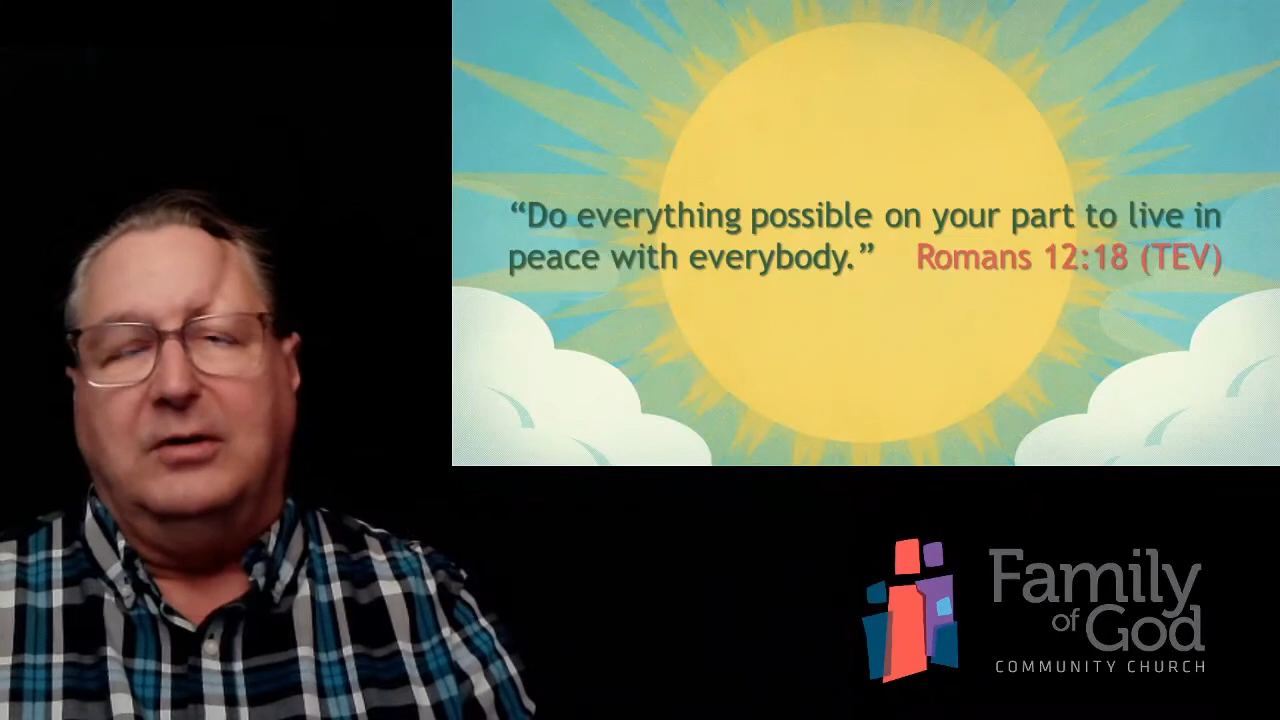 “Do everything possible on your part to live in
peace with everybody.” Romans 12:18 (TEV)
Family
of God
COMMUNITY CHURCH